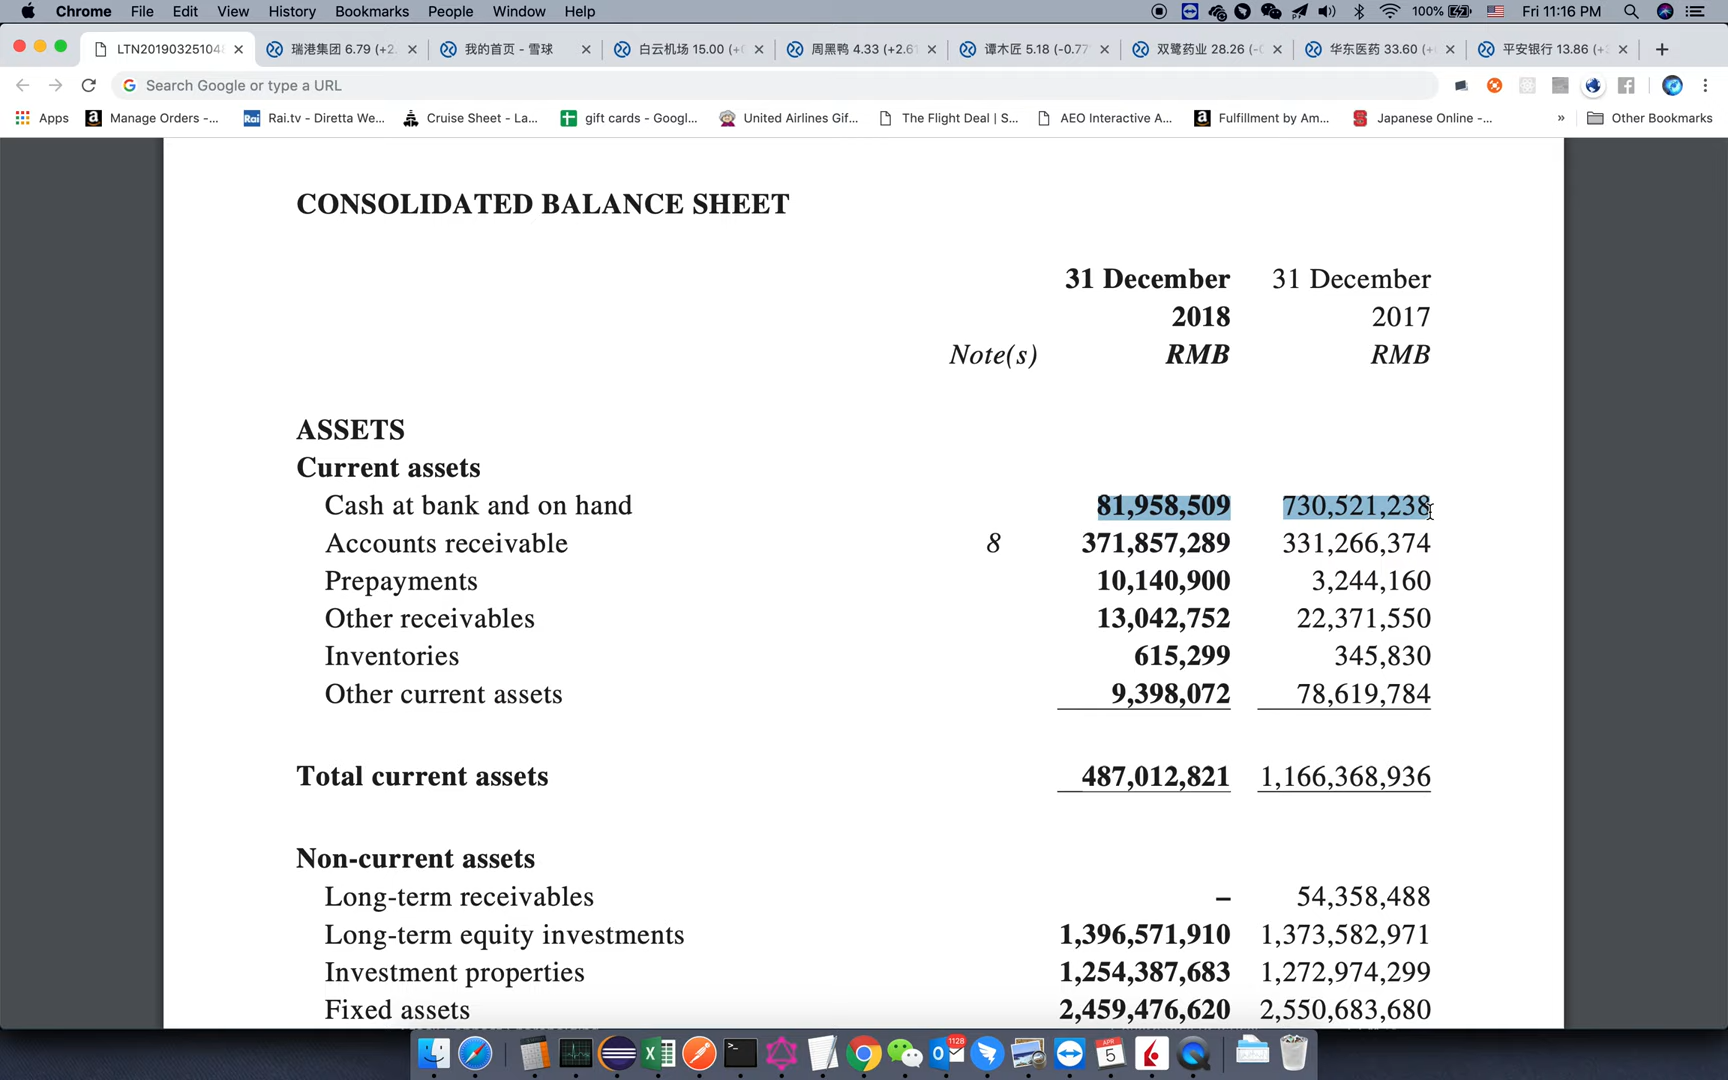 Chrome File Edit View History Bookmarks People Window Help 100% Fri 11:16 PM
LTN20190325104 瑞港集团 6.79 (+2. 我的首页 - 雪球 白云机场 15.00 (+ 周黑鸭 4.33 (+2.6 谭木匠 5.18 (-0.77 双鹭药业 28.26 (- 华东医药 33.60 (+ 平安银行 13.86 (+
Search Google or type a URL
Apps Manage Orders -... Rai.tv - Diretta We... Cruise Sheet - La... gift cards - Googl... United Airlines Gif... The Flight Deal | S... AEO Interactive A... Fulfillment by Am... Japanese Online -... » Other Bookmarks
CONSOLIDATED BALANCE SHEET
31 December 31 December
2018 2017
Note(s) RMB RMB
ASSETS
Current assets
Cash at bank and on hand 81,958,509 730,521,238
Accounts receivable 8 371,857,289 331,266,374
Prepayments 10,140,900 3,244,160
Other receivables 13,042,752 22,371,550
Inventories 615,299 345,830
Other current assets 9,398,072 78,619,784
Total current assets 487,012,821 1,166,368,936
Non-current assets
Long-term receivables – 54,358,488
Long-term equity investments 1,396,571,910 1,373,582,971
Investment properties 1,254,387,683 1,272,974,299
Fixed assets 2,459,476,620 2,550,683,680
1128
APR
5